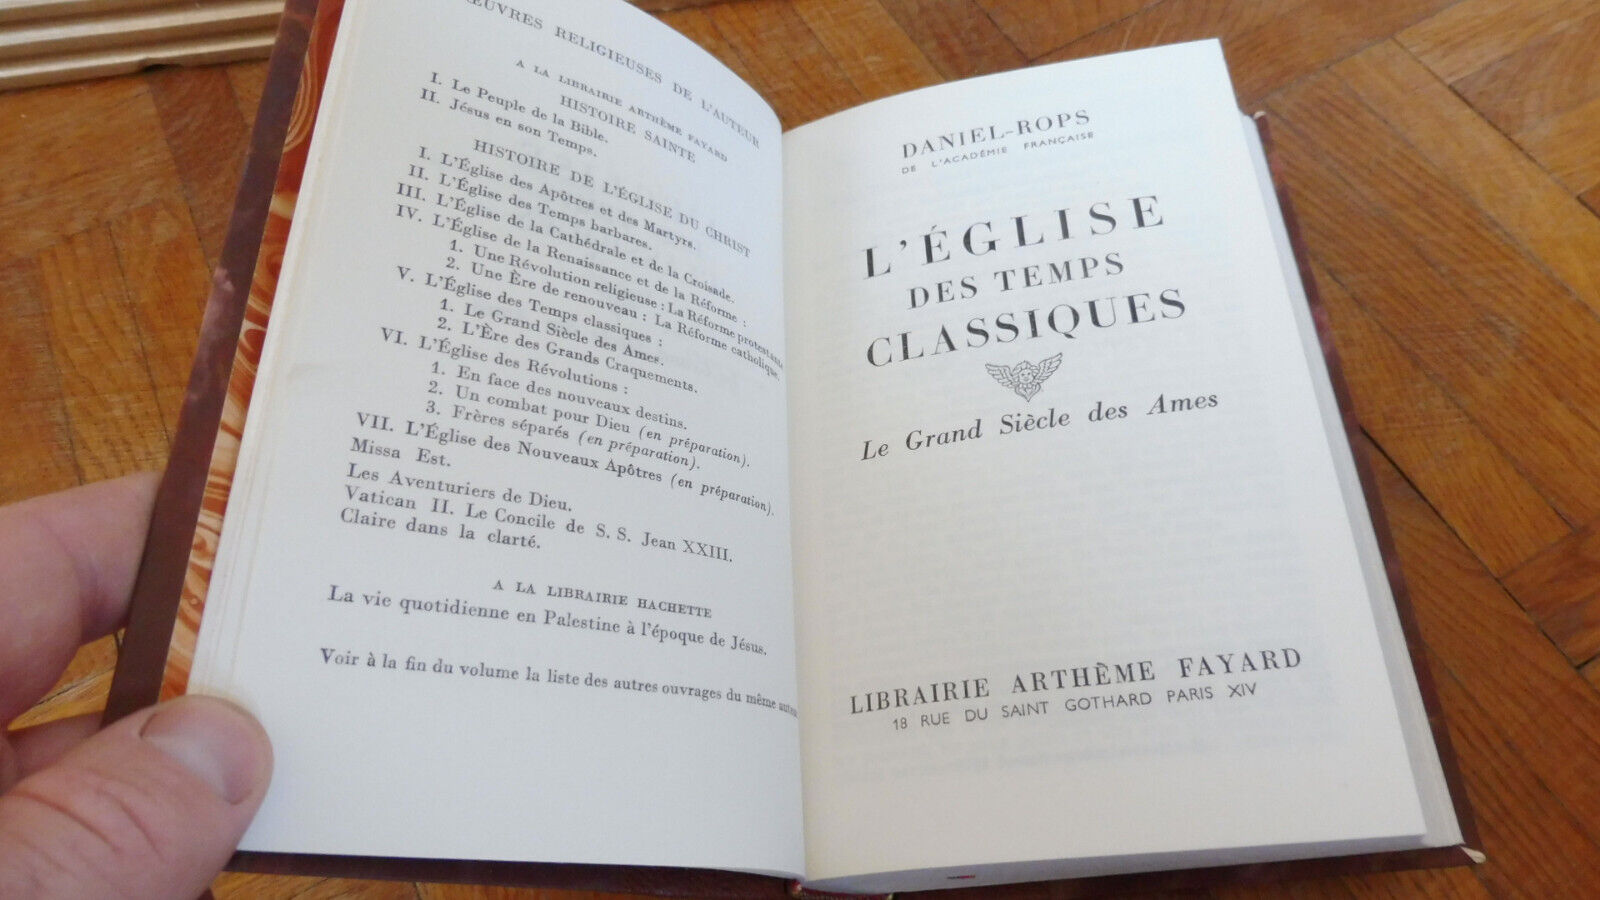 ŒUVRES RELIGIEUSES DE L'AUTEUR
A LA LIBRAIRIE ARTHÈME FAYARD
HISTOIRE SAINTE
I. Le Peuple de la Bible.
II. Jésus en son Temps.
HISTOIRE DE L'ÉGLISE DU CHRIST
I. L'Église des Apôtres et des Martyrs.
II. L'Église des Temps barbares.
III. L'Église de la Cathédrale et de la Croisade.
IV. L'Église de la Renaissance et de la Réforme :
1. Une Révolution religieuse : La Réforme protestante
2. Une Ère de renouveau : La Réforme catholique.
V. L'Église des Temps classiques :
1. Le Grand Siècle des Ames.
2. L'Ère des Grands Craquements.
VI. L'Église des Révolutions :
1. En face des nouveaux destins.
2. Un combat pour Dieu (en préparation).
3. Frères séparés (en préparation).
VII. L'Église des Nouveaux Apôtres (en préparation).
Missa Est.
Les Aventuriers de Dieu.
Vatican II. Le Concile de S. S. Jean XXIII.
Claire dans la clarté.
A LA LIBRAIRIE HACHETTE
La vie quotidienne en Palestine à l'époque de Jésus.
Voir à la fin du volume la liste des autres ouvrages du même auteur
DANIEL-ROPS
DE L'ACADÉMIE FRANÇAISE
L'ÉGLISE
DES TEMPS
CLASSIQUES
Le Grand Siècle des Ames
LIBRAIRIE ARTHÈME FAYARD
18 RUE DU SAINT GOTHARD PARIS XIV